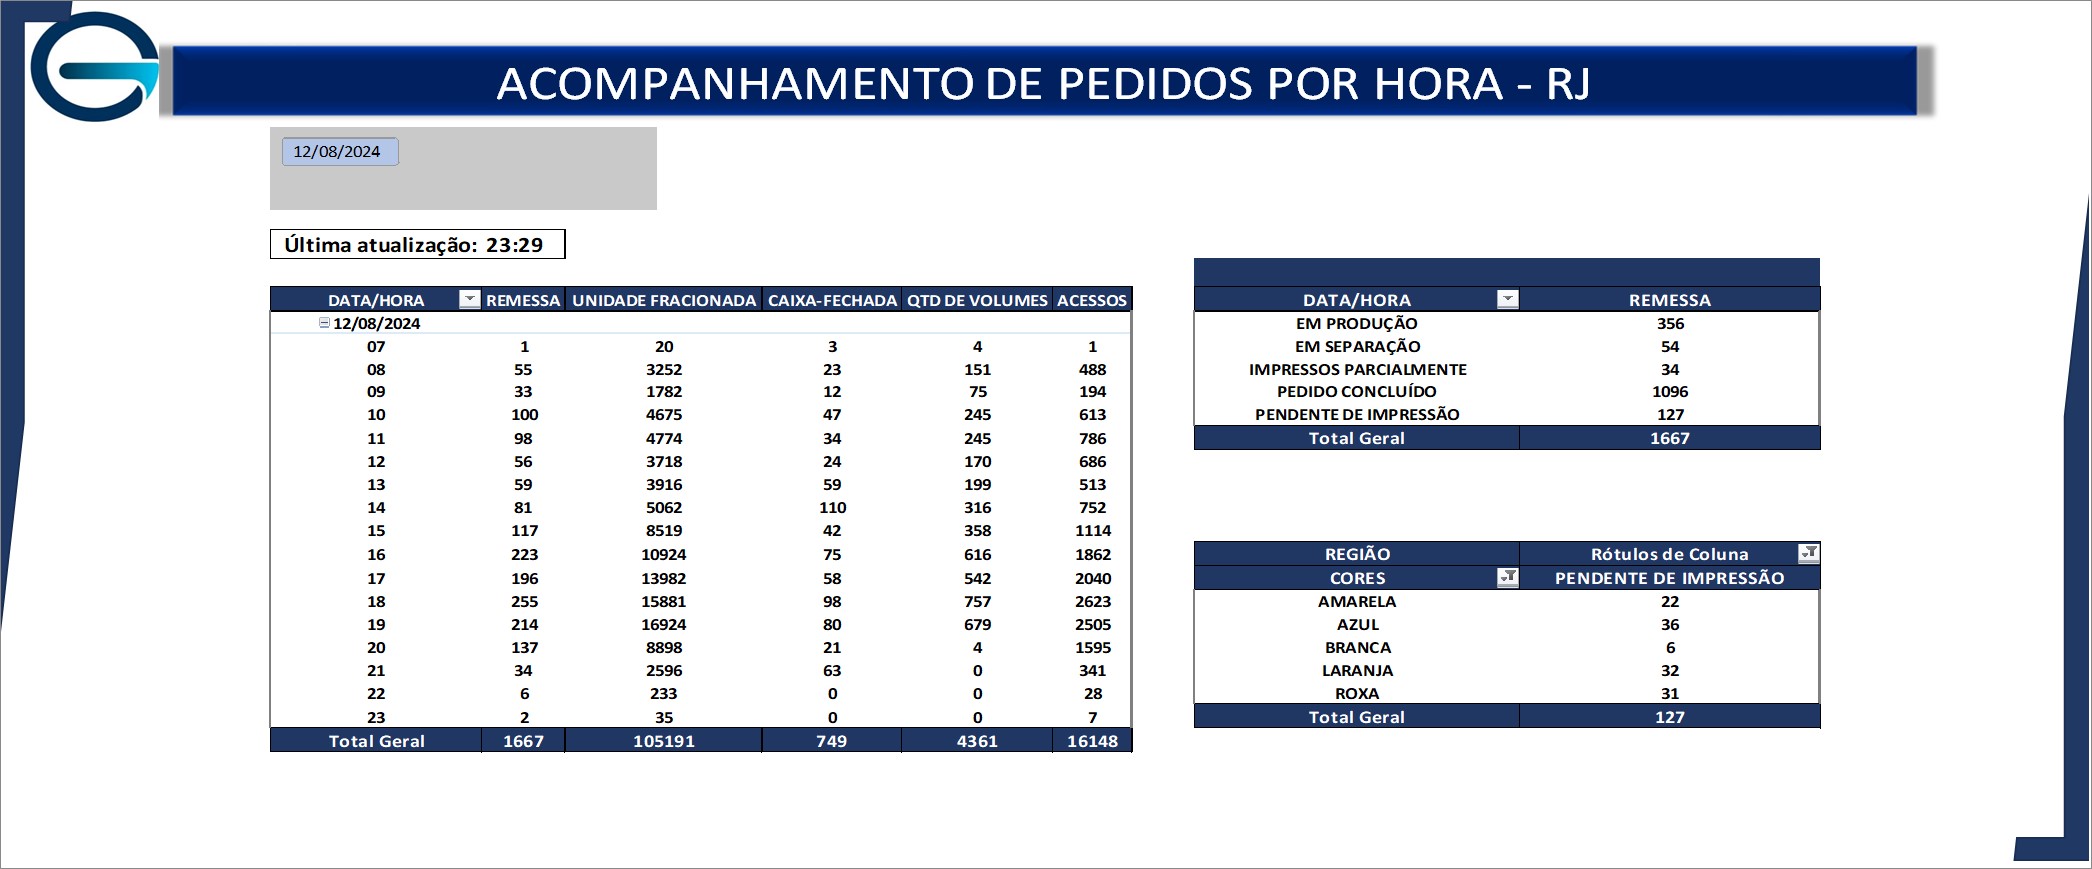 ACOMPANHAMENTO DE PEDIDOS POR HORA - RJ
12/08/2024
Última atualização: 23:29
DATA/HORA REMESSA UNIDADE FRACIONADA CAIXA-FECHADA QTD DE VOLUMES ACESSOS
12/08/2024
07 1 20 3 4 1
08 55 3252 23 151 488
09 33 1782 12 75 194
10 100 4675 47 245 613
11 98 4774 34 245 786
12 56 3718 24 170 686
13 59 3916 59 199 513
14 81 5062 110 316 752
15 117 8519 42 358 1114
16 223 10924 75 616 1862
17 196 13982 58 542 2040
18 255 15881 98 757 2623
19 214 16924 80 679 2505
20 137 8898 21 4 1595
21 34 2596 63 0 341
22 6 233 0 0 28
23 2 35 0 0 7
Total Geral 1667 105191 749 4361 16148
DATA/HORA REMESSA
EM PRODUÇÃO 356
EM SEPARAÇÃO 54
IMPRESSOS PARCIALMENTE 34
PEDIDO CONCLUÍDO 1096
PENDENTE DE IMPRESSÃO 127
Total Geral 1667
REGIÃO Rótulos de Coluna
CORES PENDENTE DE IMPRESSÃO
AMARELA 22
AZUL 36
BRANCA 6
LARANJA 32
ROXA 31
Total Geral 127